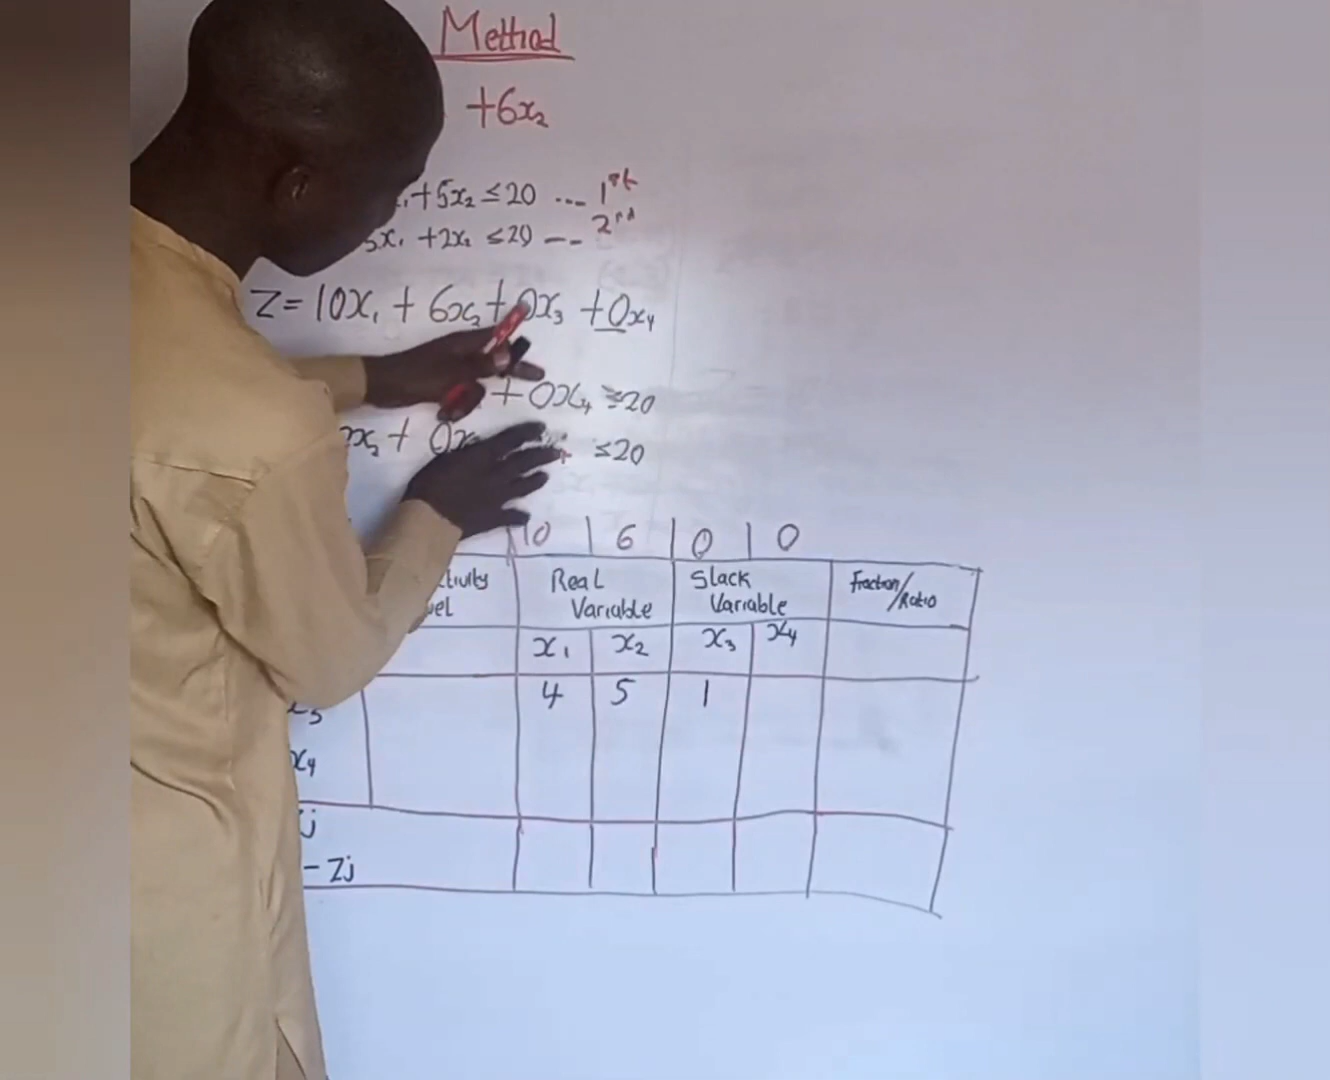 Method
+6x₂
+5x₂ ≤20 --- 1st
x₁ +2x₂ ≤20 -- 2nd
Z = 10x₁ + 6x₂ + 0x₃ + 0x₄
+ 0x₄ ≥20
x₂ + 0x ≤20
10 | 6 | 0 | 0
Real Variable
Slack Variable
Fraction/Ratio
x₁ x₂ x₃ x₄
4 5 1
x₄
j
- Zj